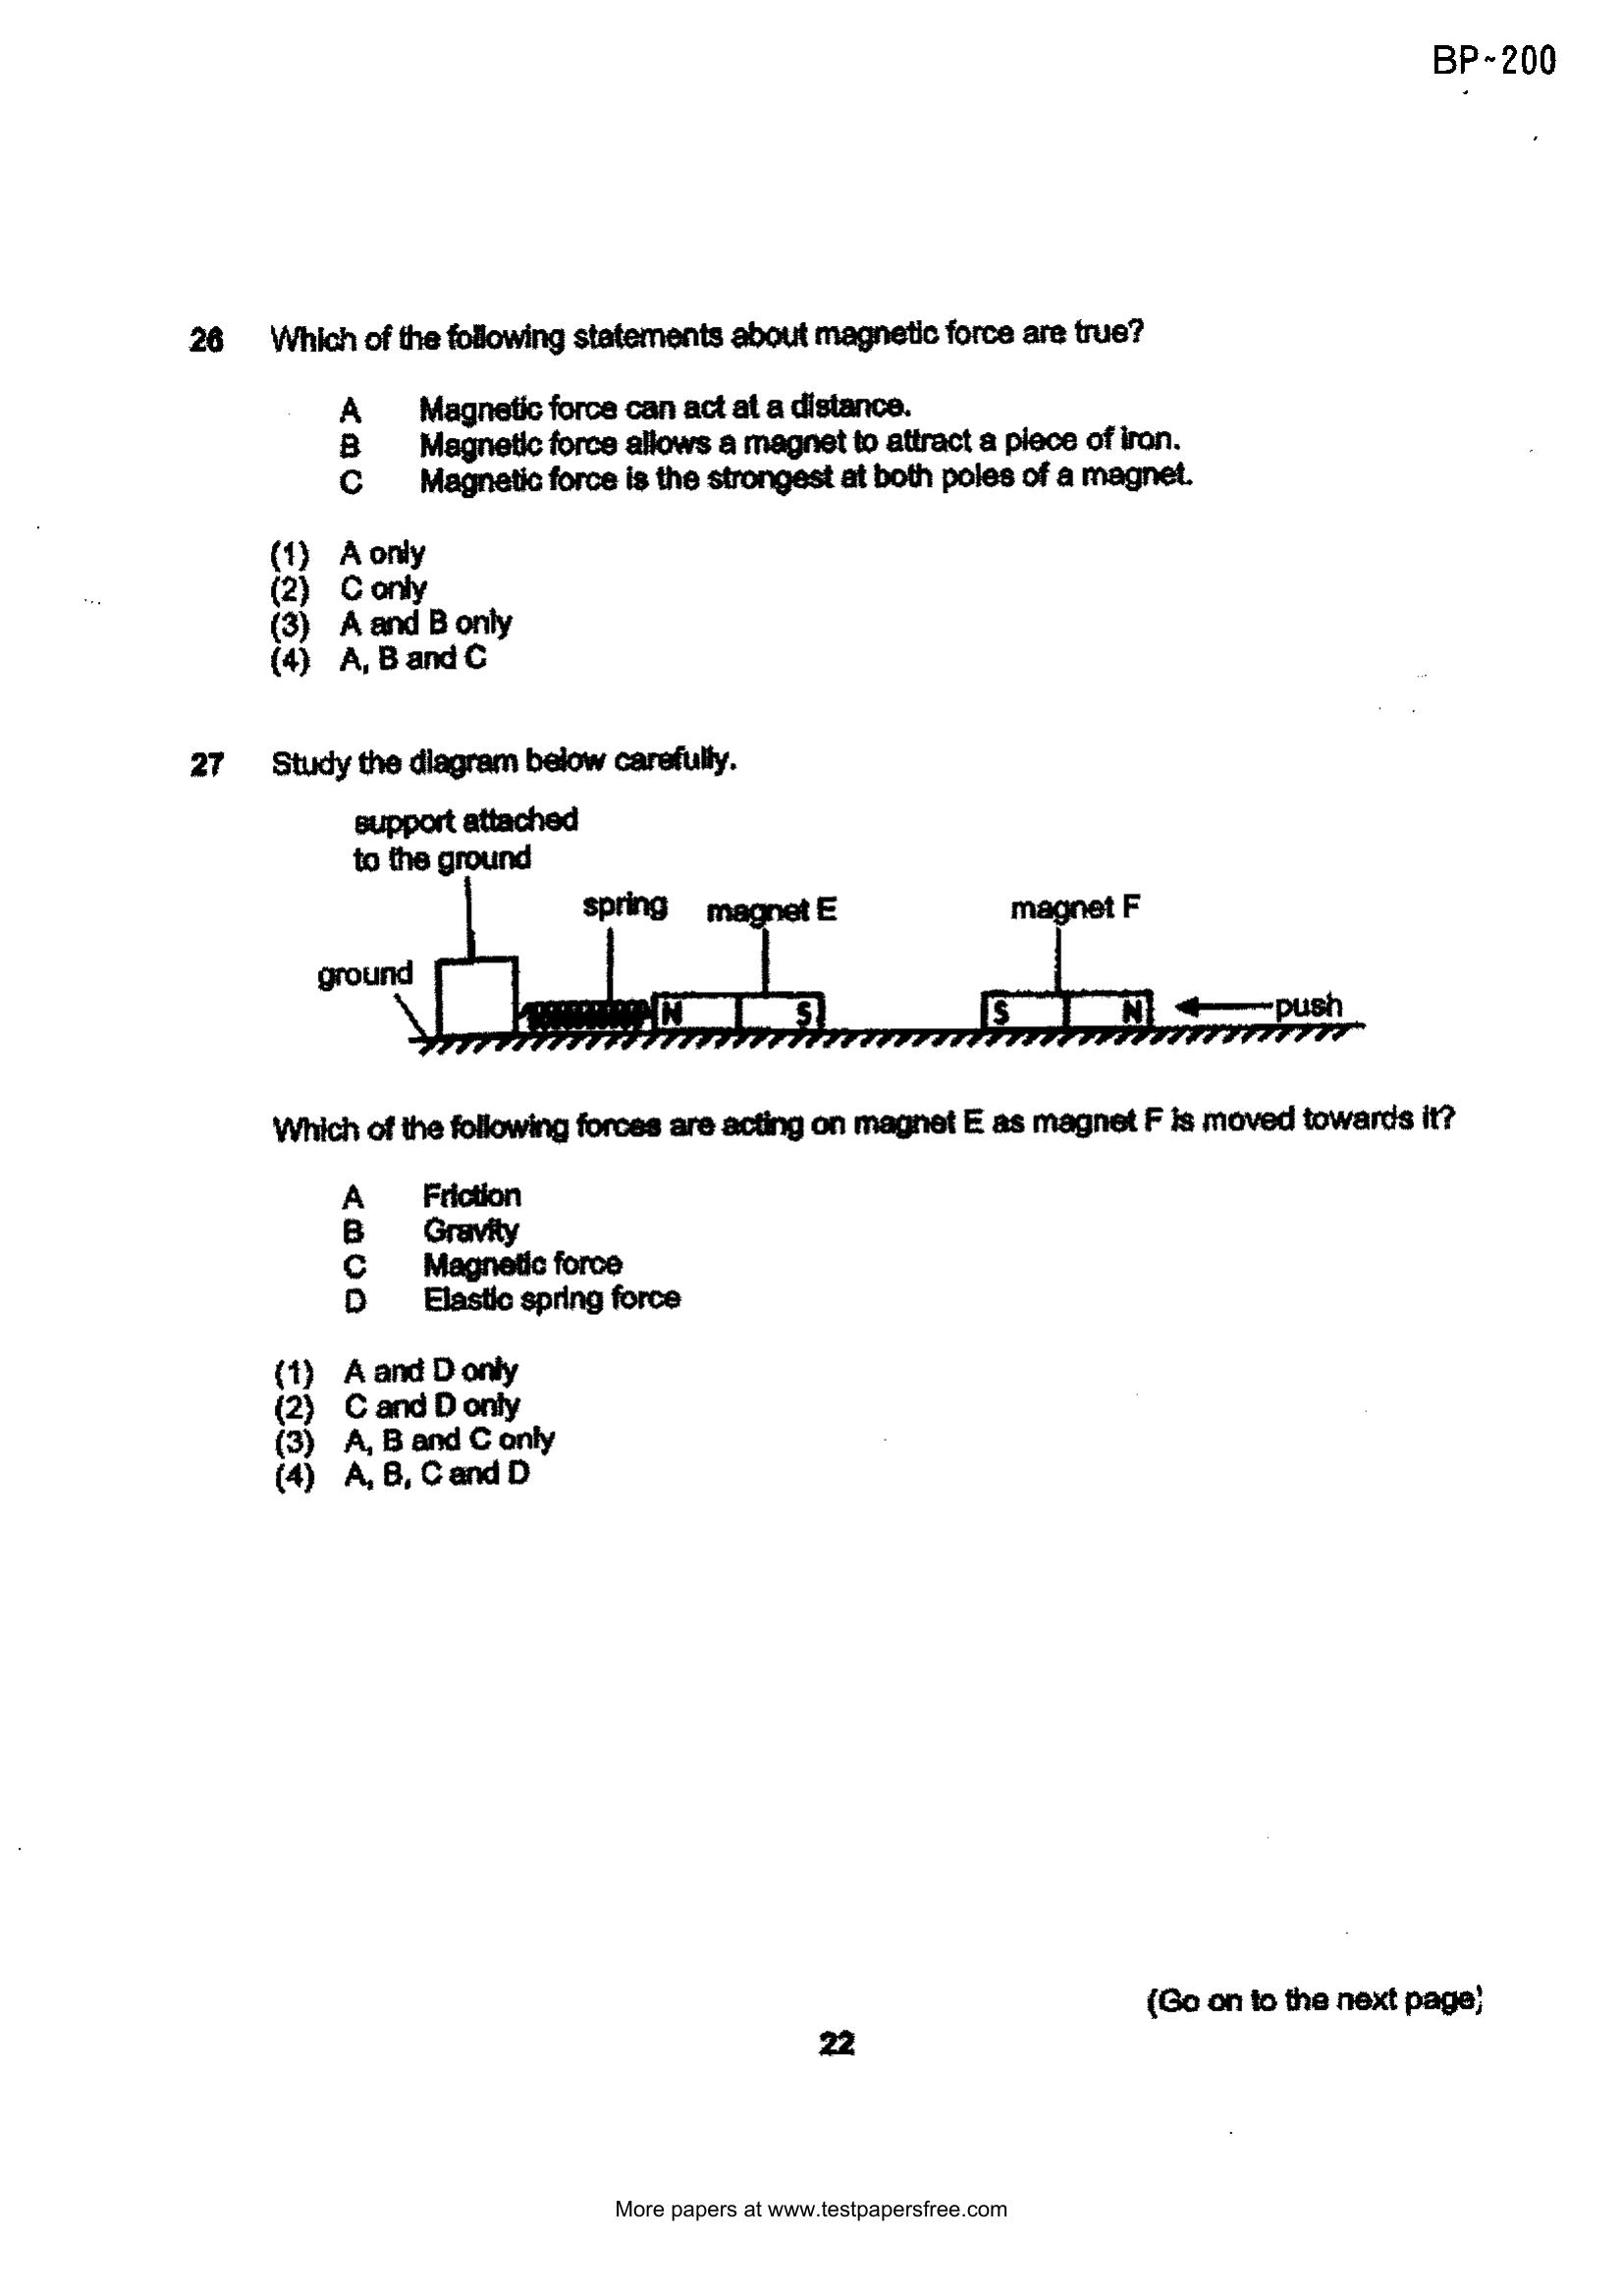 BP~200
26 Which of the following statements about magnetic force are true?
A Magnetic force can act at a distance.
B Magnetic force allows a magnet to attract a piece of iron.
C Magnetic force is the strongest at both poles of a magnet.
(1) A only
(2) C only
(3) A and B only
(4) A, B and C
27 Study the diagram below carefully.
support attached
to the ground
spring magnet E magnet F
ground
N S S N push
Which of the following forces are acting on magnet E as magnet F is moved towards it?
A Friction
B Gravity
C Magnetic force
D Elastic spring force
(1) A and D only
(2) C and D only
(3) A, B and C only
(4) A, B, C and D
(Go on to the next page)
22
More papers at www.testpapersfree.com